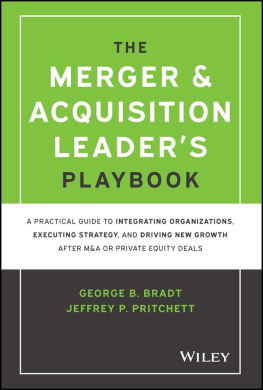 THE
MERGER &
ACQUISITION
LEADER'S
PLAYBOOK
A PRACTICAL GUIDE TO INTEGRATING ORGANIZATIONS,
EXECUTING STRATEGY, AND DRIVING NEW GROWTH
AFTER M&A OR PRIVATE EQUITY DEALS
GEORGE B. BRADT
JEFFREY P. PRITCHETT
WILEY